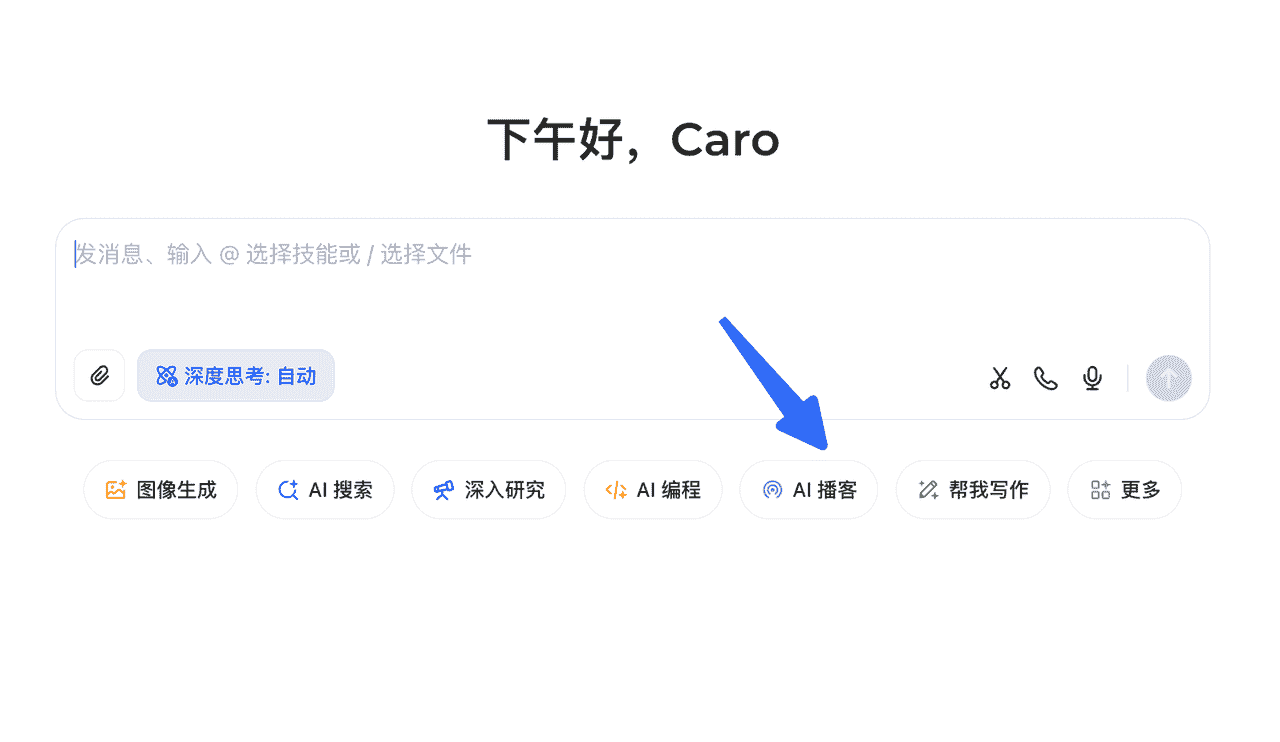 下午好，Caro
发消息、输入 @ 选择技能或 / 选择文件
深度思考: 自动
图像生成 AI 搜索 深入研究 AI 编程 AI 播客 帮我写作 更多